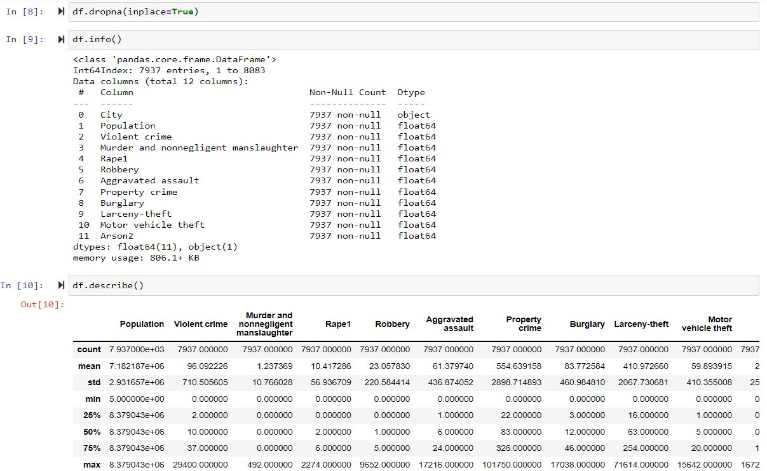 In [8]: df.dropna(inplace=True)
In [9]: df.info()
<class 'pandas.core.frame.DataFrame'>
Int64Index: 7937 entries, 1 to 8083
Data columns (total 12 columns):
# Column Non-Null Count Dtype
--- ------ -------------- -----
0 City 7937 non-null object
1 Population 7937 non-null float64
2 Violent crime 7937 non-null float64
3 Murder and nonnegligent manslaughter 7937 non-null float64
4 Rape1 7937 non-null float64
5 Robbery 7937 non-null float64
6 Aggravated assault 7937 non-null float64
7 Property crime 7937 non-null float64
8 Burglary 7937 non-null float64
9 Larceny-theft 7937 non-null float64
10 Motor vehicle theft 7937 non-null float64
11 Arson2 7937 non-null float64
dtypes: float64(11), object(1)
memory usage: 806.1+ KB
In [10]: df.describe()
Out[10]:
Population Violent crime Murder and nonnegligent manslaughter Rape1 Robbery Aggravated assault Property crime Burglary Larceny-theft Motor vehicle theft
count 7.937000e+03 7937.000000 7937.000000 7937.000000 7937.000000 7937.000000 7937.000000 7937.000000 7937.000000 7937.000000 7937
mean 7.182187e+06 96.092226 1.237369 10.417286 23.057830 61.379740 554.639158 83.772584 410.972660 59.893915 2
std 2.931657e+06 710.505605 10.766028 56.936709 220.584414 436.874052 2898.714893 460.984810 2067.730681 410.355008 25
min 5.000000e+00 0.000000 0.000000 0.000000 0.000000 0.000000 0.000000 0.000000 0.000000 0.000000 0
25% 8.379043e+06 2.000000 0.000000 0.000000 0.000000 1.000000 22.000000 3.000000 16.000000 1.000000 0
50% 8.379043e+06 10.000000 0.000000 2.000000 1.000000 6.000000 83.000000 12.000000 63.000000 5.000000 0
75% 8.379043e+06 37.000000 0.000000 6.000000 5.000000 24.000000 326.000000 46.000000 254.000000 20.000000 1
max 8.379043e+06 29400.000000 492.000000 2274.000000 9652.000000 17216.000000 101750.000000 17038.000000 71614.000000 15642.000000 1672